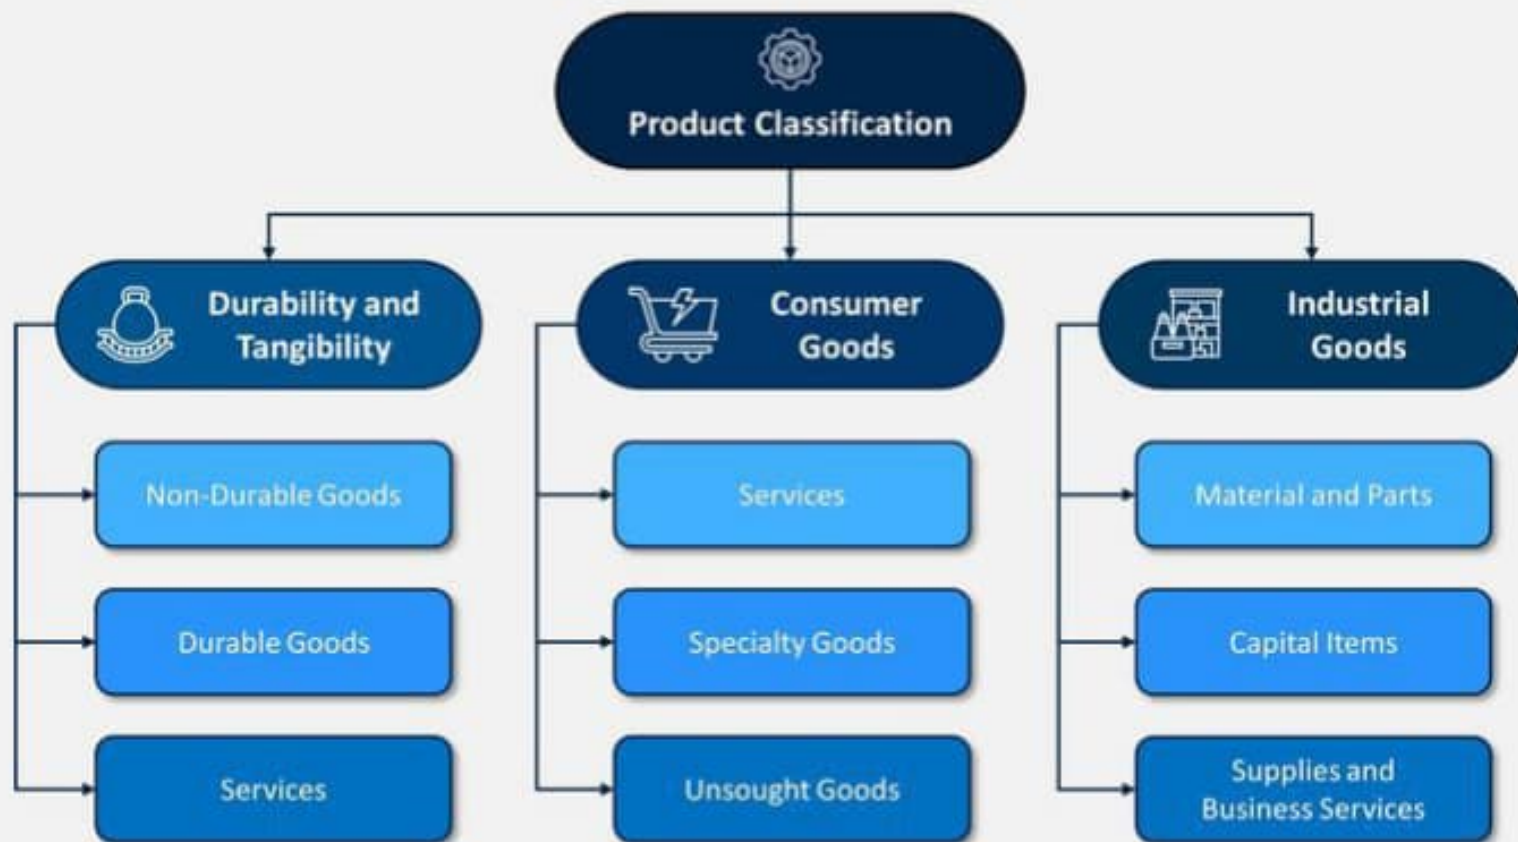 Product Classification
Durability and
Tangibility
Non-Durable Goods
Durable Goods
Services
Consumer
Goods
Services
Specialty Goods
Unsought Goods
Industrial
Goods
Material and Parts
Capital Items
Supplies and
Business Services